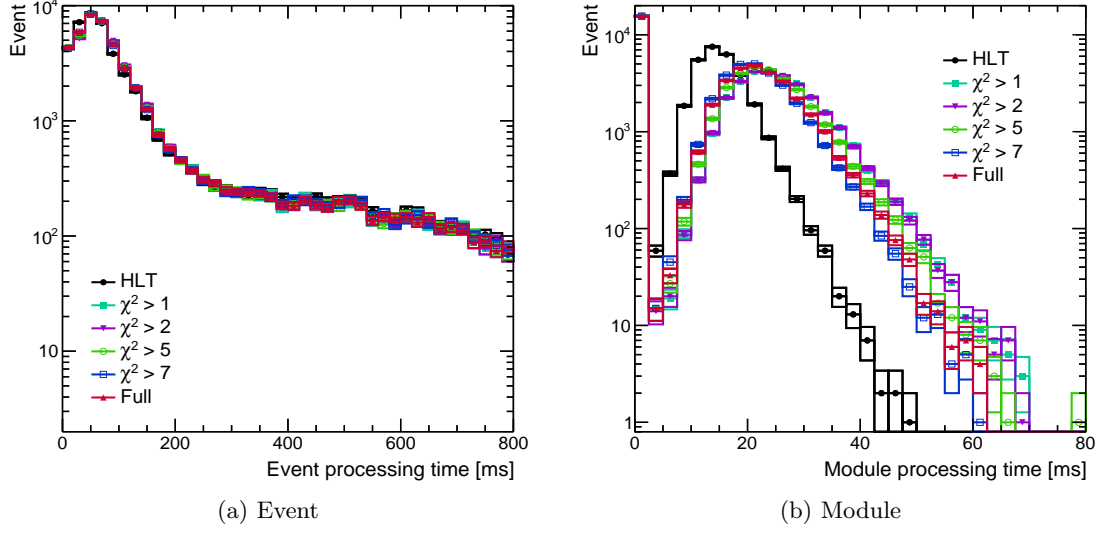 Event
10⁴
10³
10²
10
HLT
χ² > 1
χ² > 2
χ² > 5
χ² > 7
Full
0 200 400 600 800
Event processing time [ms]
(a) Event
Event
10⁴
10³
10²
10
1
HLT
χ² > 1
χ² > 2
χ² > 5
χ² > 7
Full
0 20 40 60 80
Module processing time [ms]
(b) Module